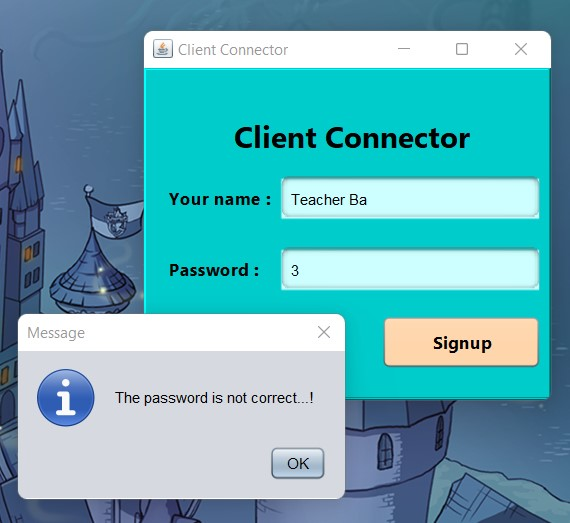 Client Connector
Client Connector
Your name : Teacher Ba
Password : 3
Signup
Message
The password is not correct...!
OK